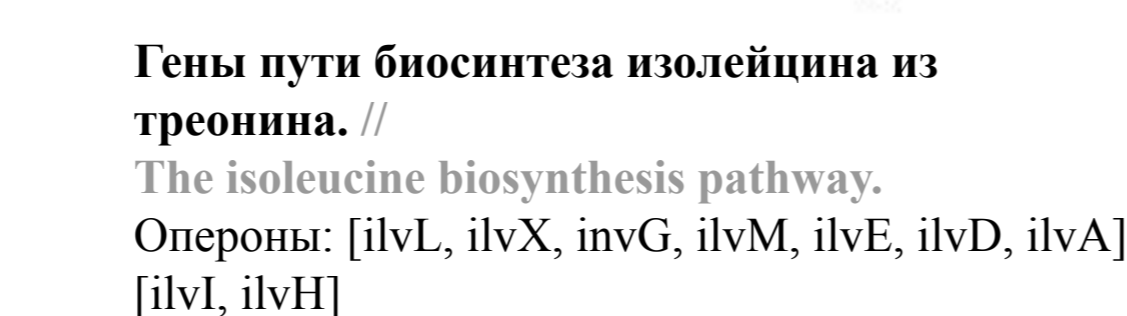 Гены пути биосинтеза изолейцина из
треонина. //
The isoleucine biosynthesis pathway.
Опероны: [ilvL, ilvX, invG, ilvM, ilvE, ilvD, ilvA]
[ilvI, ilvH]